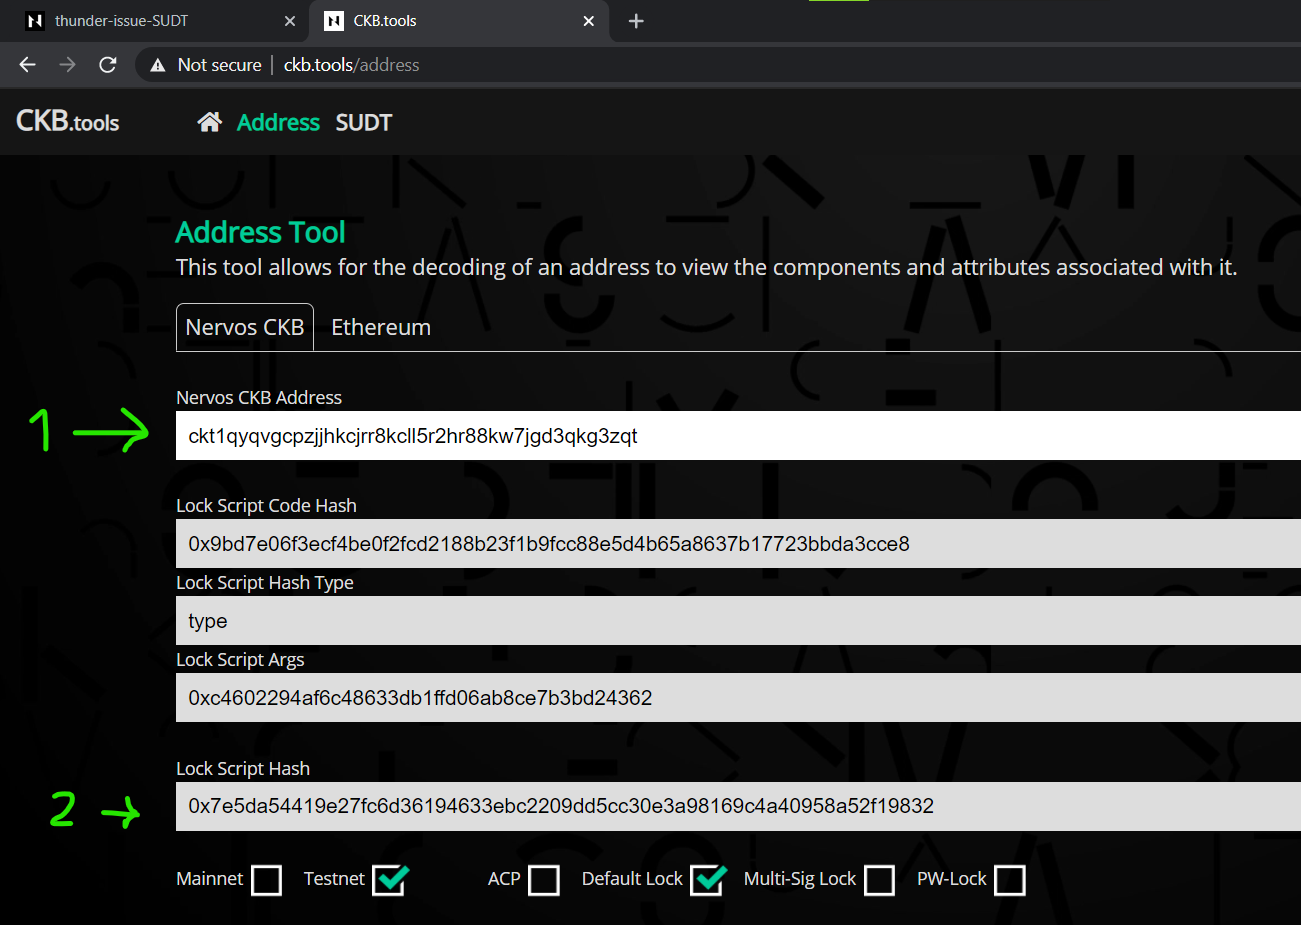 thunder-issue-SUDT CKB.tools
Not secure ckb.tools/address
CKB.tools Address SUDT
Address Tool
This tool allows for the decoding of an address to view the components and attributes associated with it.
Nervos CKB Ethereum
Nervos CKB Address
1 → ckt1qyqvgcpzjjhkcjrr8kcll5r2hr88kw7jgd3qkg3zqt
Lock Script Code Hash
0x9bd7e06f3ecf4be0f2fcd2188b23f1b9fcc88e5d4b65a8637b17723bbda3cce8
Lock Script Hash Type
type
Lock Script Args
0xc4602294af6c48633db1ffd06ab8ce7b3bd24362
Lock Script Hash
2 → 0x7e5da54419e27fc6d36194633ebc2209dd5cc30e3a98169c4a40958a52f19832
Mainnet Testnet ACP Default Lock Multi-Sig Lock PW-Lock